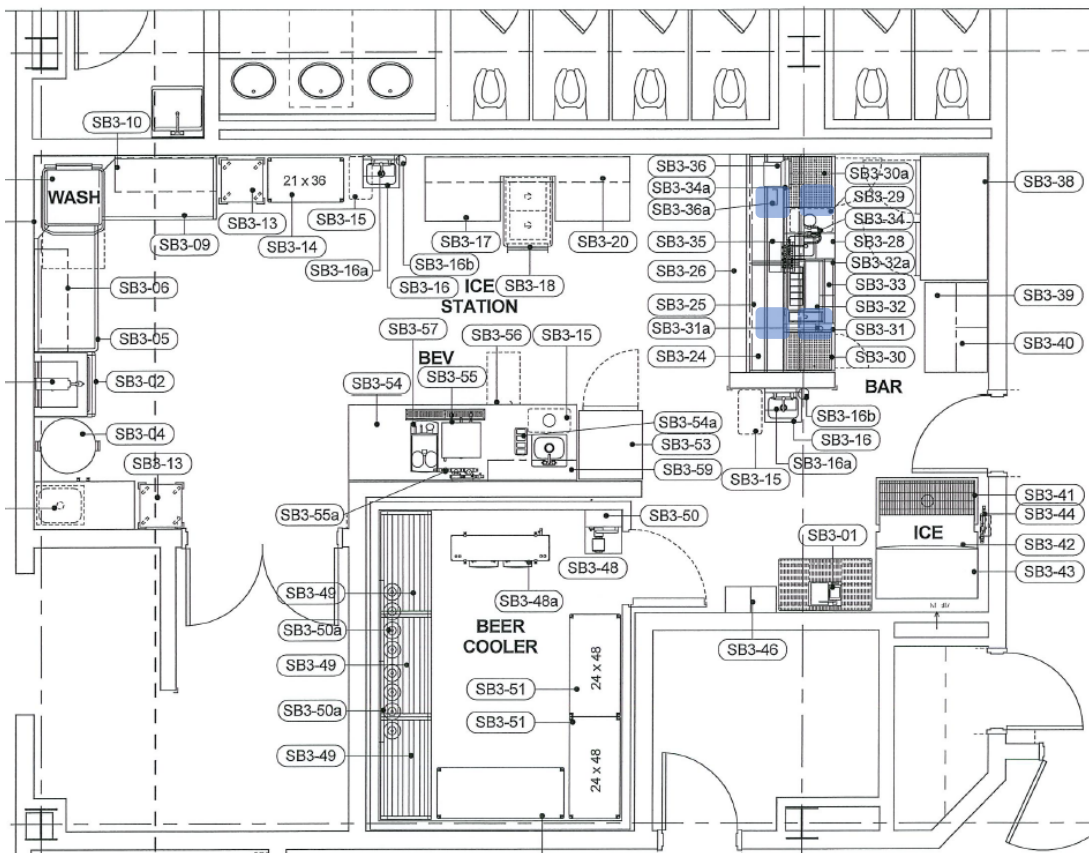 SB3-10
WASH
21 x 36
SB3-15
SB3-13
SB3-09
SB3-14
SB3-16a
SB3-16b
SB3-16
SB3-17
SB3-20
SB3-18
ICE
STATION
SB3-06
SB3-05
SB3-02
SB3-04
SB3-13
SB3-36
SB3-34a
SB3-36a
SB3-35
SB3-26
SB3-25
SB3-31a
SB3-24
SB3-30a
SB3-29
SB3-34
SB3-28
SB3-32a
SB3-33
SB3-32
SB3-31
SB3-30
BAR
SB3-38
SB3-39
SB3-40
SB3-57
SB3-56
SB3-15
BEV
SB3-55
SB3-54
SB3-54a
SB3-53
SB3-59
SB3-55a
SB3-16b
SB3-16
SB3-16a
SB3-15
SB3-41
SB3-44
ICE
SB3-42
SB3-43
SB3-01
SB3-46
SB3-50
SB3-48
SB3-48a
SB3-49
SB3-50a
BEER
COOLER
SB3-49
SB3-51
24 x 48
SB3-50a
SB3-51
SB3-49
24 x 48